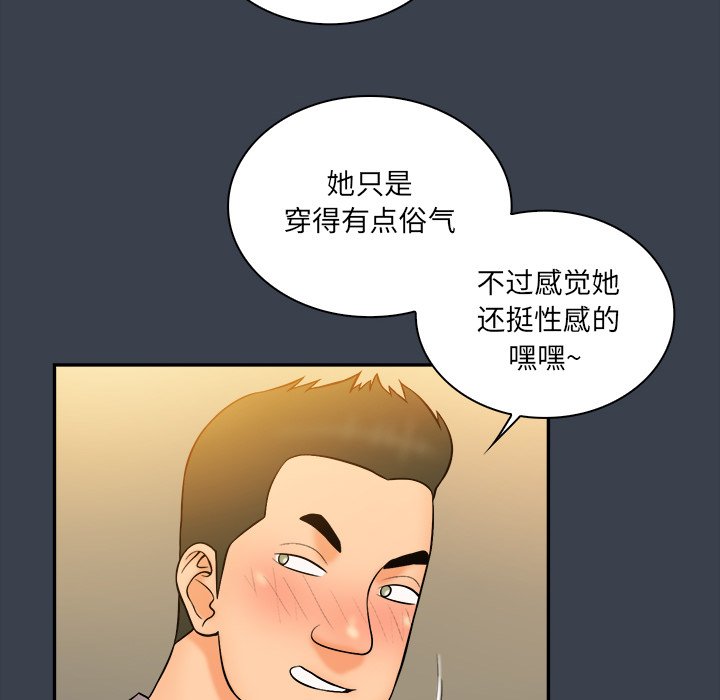 她只是
穿得有点俗气
不过感觉她
还挺性感的
嘿嘿~